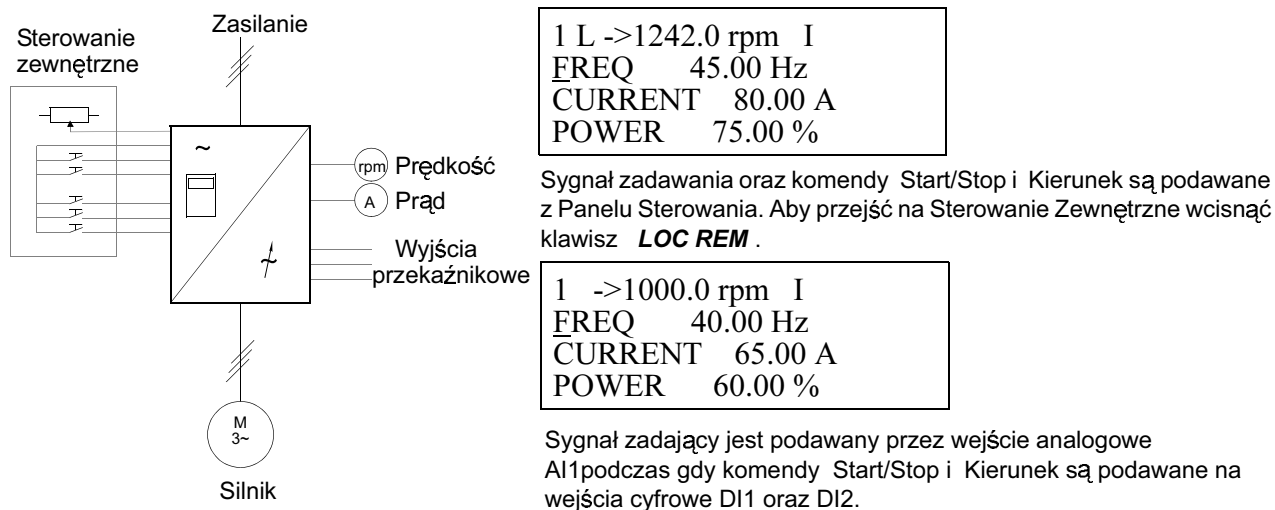 Sterowanie
zewnętrzne
Zasilanie
~
~
rpm Prędkość
A Prąd
Wyjścia
przekaźnikowe
M
3~
Silnik
1 L ->1242.0 rpm I
FREQ 45.00 Hz
CURRENT 80.00 A
POWER 75.00 %
Sygnał zadawania oraz komendy Start/Stop i Kierunek są podawane
z Panelu Sterowania. Aby przejść na Sterowanie Zewnętrzne wcisnąć
klawisz LOC REM .
1 ->1000.0 rpm I
FREQ 40.00 Hz
CURRENT 65.00 A
POWER 60.00 %
Sygnał zadający jest podawany przez wejście analogowe
AI1podczas gdy komendy Start/Stop i Kierunek są podawane na
wejścia cyfrowe DI1 oraz DI2.